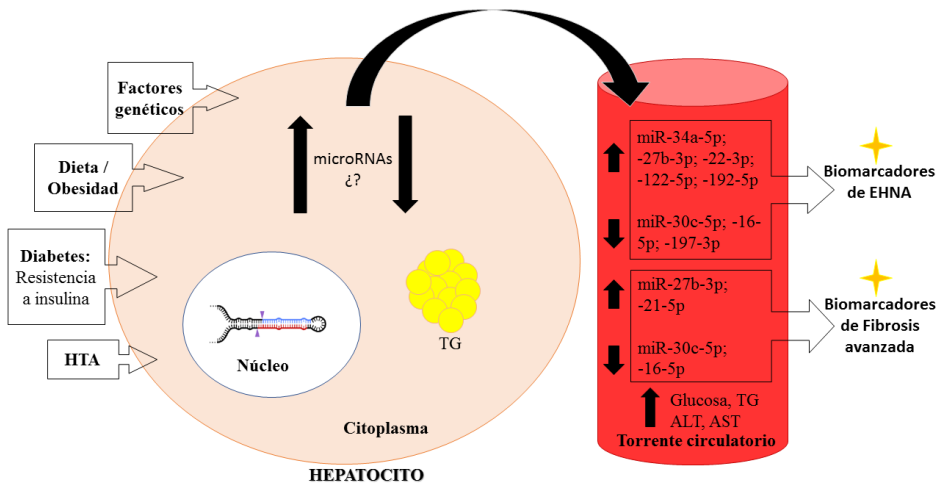 Factores
genéticos
Dieta /
Obesidad
Diabetes:
Resistencia
a insulina
HTA
microRNAs
¿?
TG
Núcleo
Citoplasma
HEPATOCITO
miR-34a-5p;
-27b-3p; -22-3p;
-122-5p; -192-5p
miR-30c-5p; -16-
5p; -197-3p
miR-27b-3p;
-21-5p
miR-30c-5p;
-16-5p
Glucosa, TG
ALT, AST
Torrente circulatorio
Biomarcadores
de EHNA
Biomarcadores
de Fibrosis
avanzada